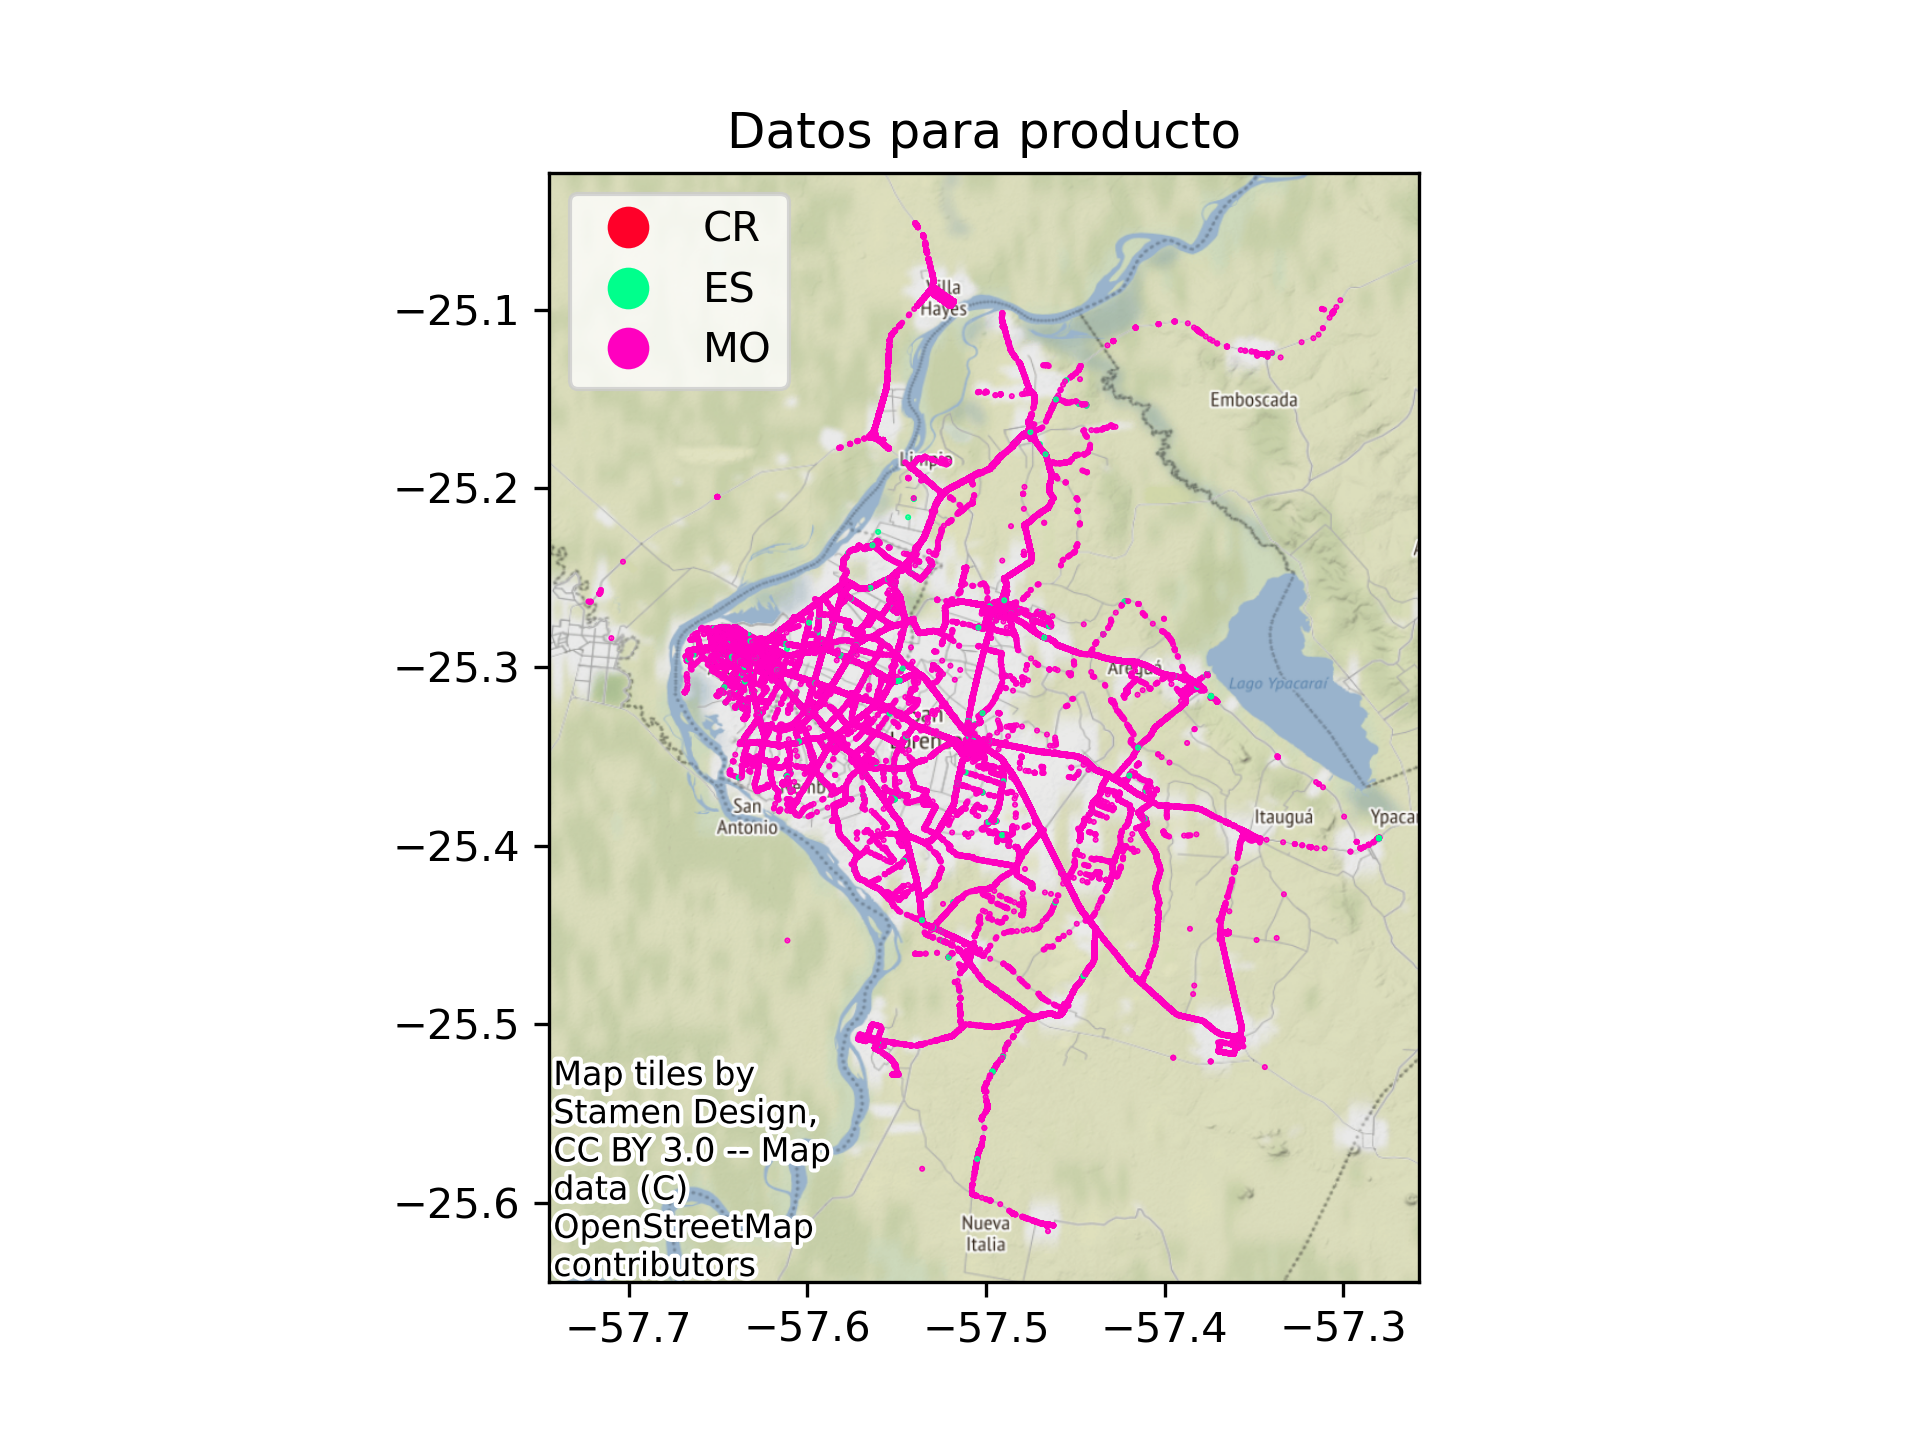 Datos para producto
CR
ES
MO
−25.1
−25.2
−25.3
−25.4
−25.5
−25.6
−57.7
−57.6
−57.5
−57.4
−57.3
Villa
Hayes
Emboscada
Limpio
Areguá
Lago Ypacaraí
San
San
Antonio
Itauguá
Nueva
Italia
Map tiles by
Stamen Design,
CC BY 3.0 -- Map
data (C)
OpenStreetMap
contributors